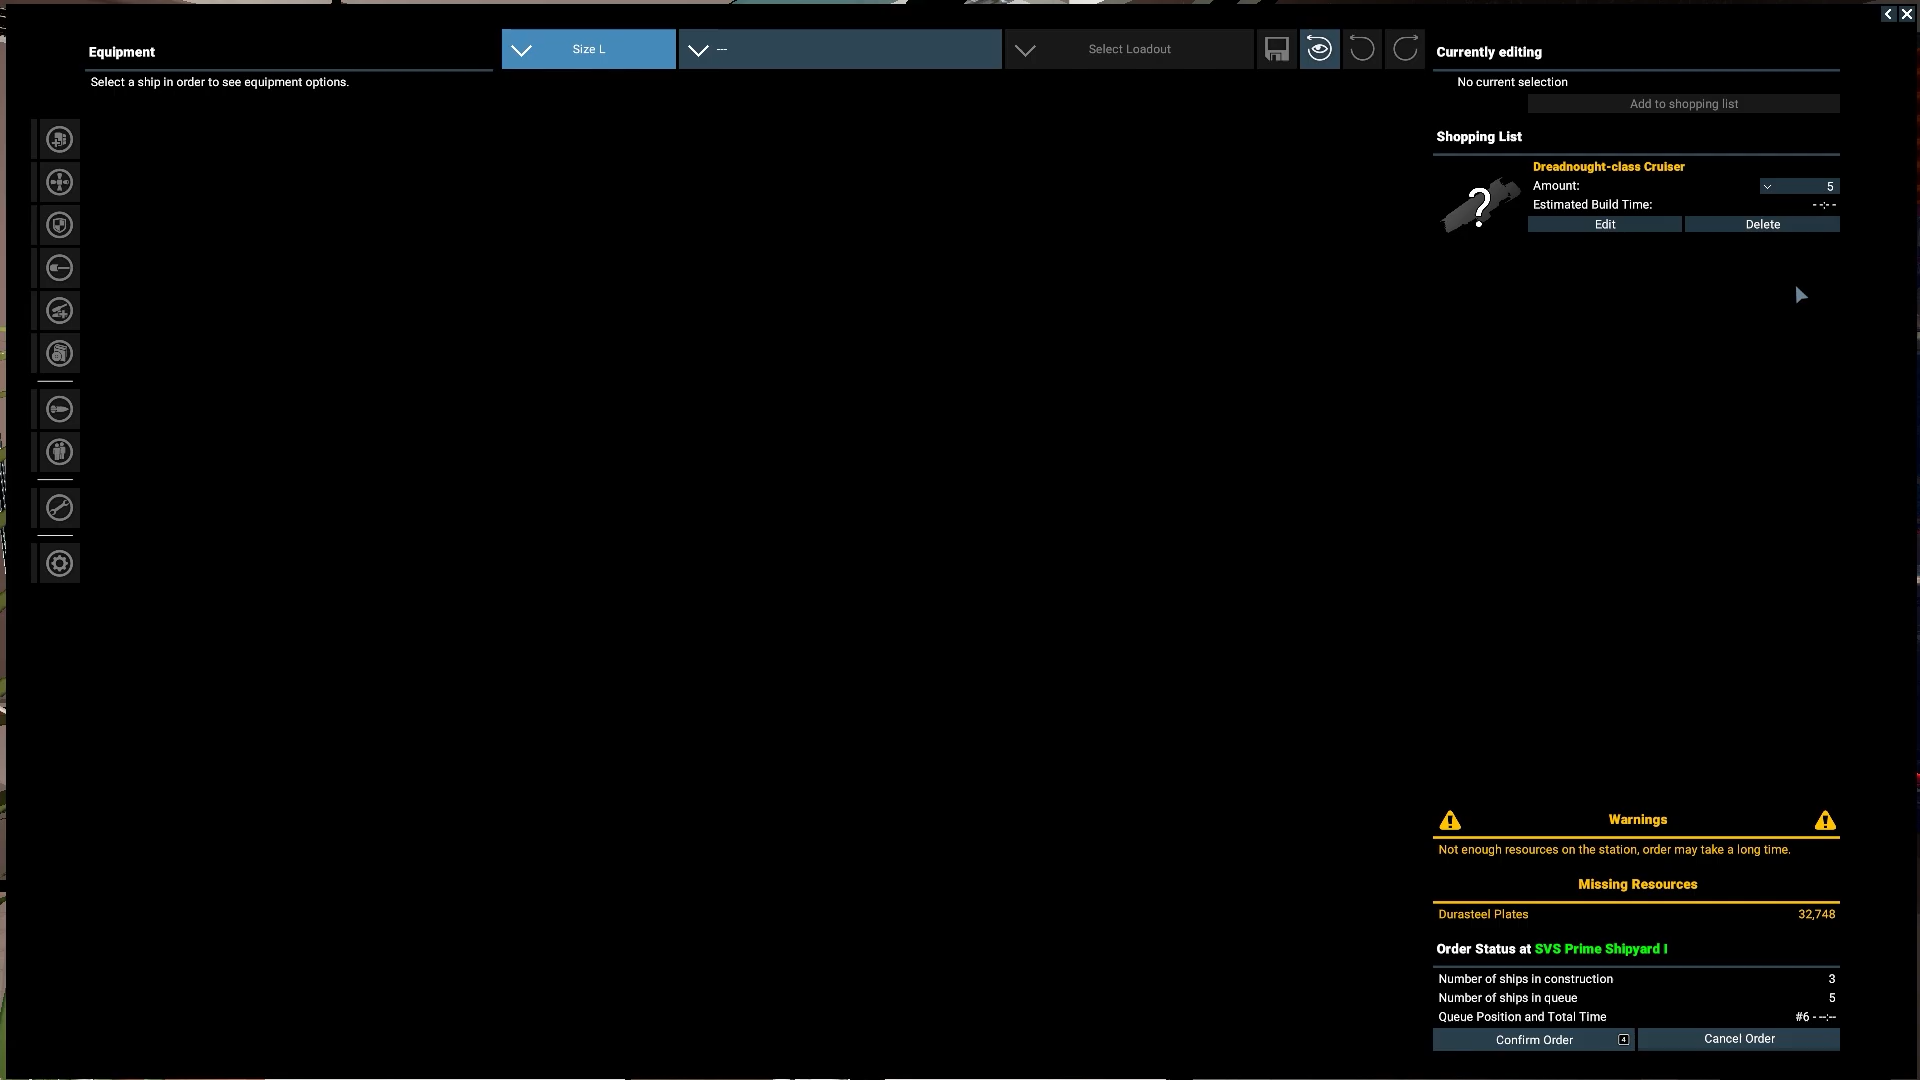 Equipment
Select a ship in order to see equipment options.
Size L
---
Select Loadout
Currently editing
No current selection
Add to shopping list
Shopping List
Dreadnought-class Cruiser
Amount: 5
Estimated Build Time: --:--
Edit Delete
?
Warnings
Not enough resources on the station, order may take a long time.
Missing Resources
Durasteel Plates 32,748
Order Status at SVS Prime Shipyard I
Number of ships in construction 3
Number of ships in queue 5
Queue Position and Total Time #6 - --:--
Confirm Order 4 Cancel Order